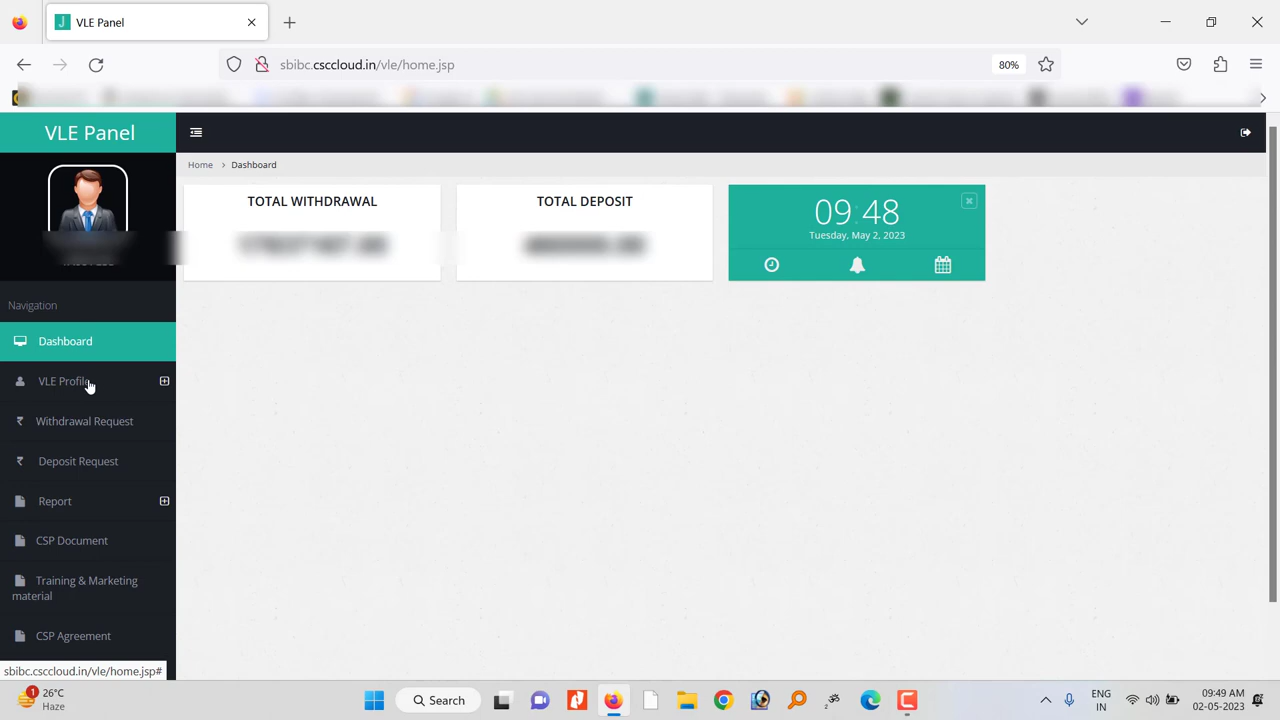 VLE Panel
sbibc.csccloud.in/vle/home.jsp
80%
VLE Panel
Home > Dashboard
TOTAL WITHDRAWAL
TOTAL DEPOSIT
09:48
Tuesday, May 2, 2023
Navigation
Dashboard
VLE Profile
Withdrawal Request
Deposit Request
Report
CSP Document
Training & Marketing
material
CSP Agreement
sbibc.csccloud.in/vle/home.jsp#
1
26°C
Haze
Search
ENG
IN
09:49 AM
02-05-2023